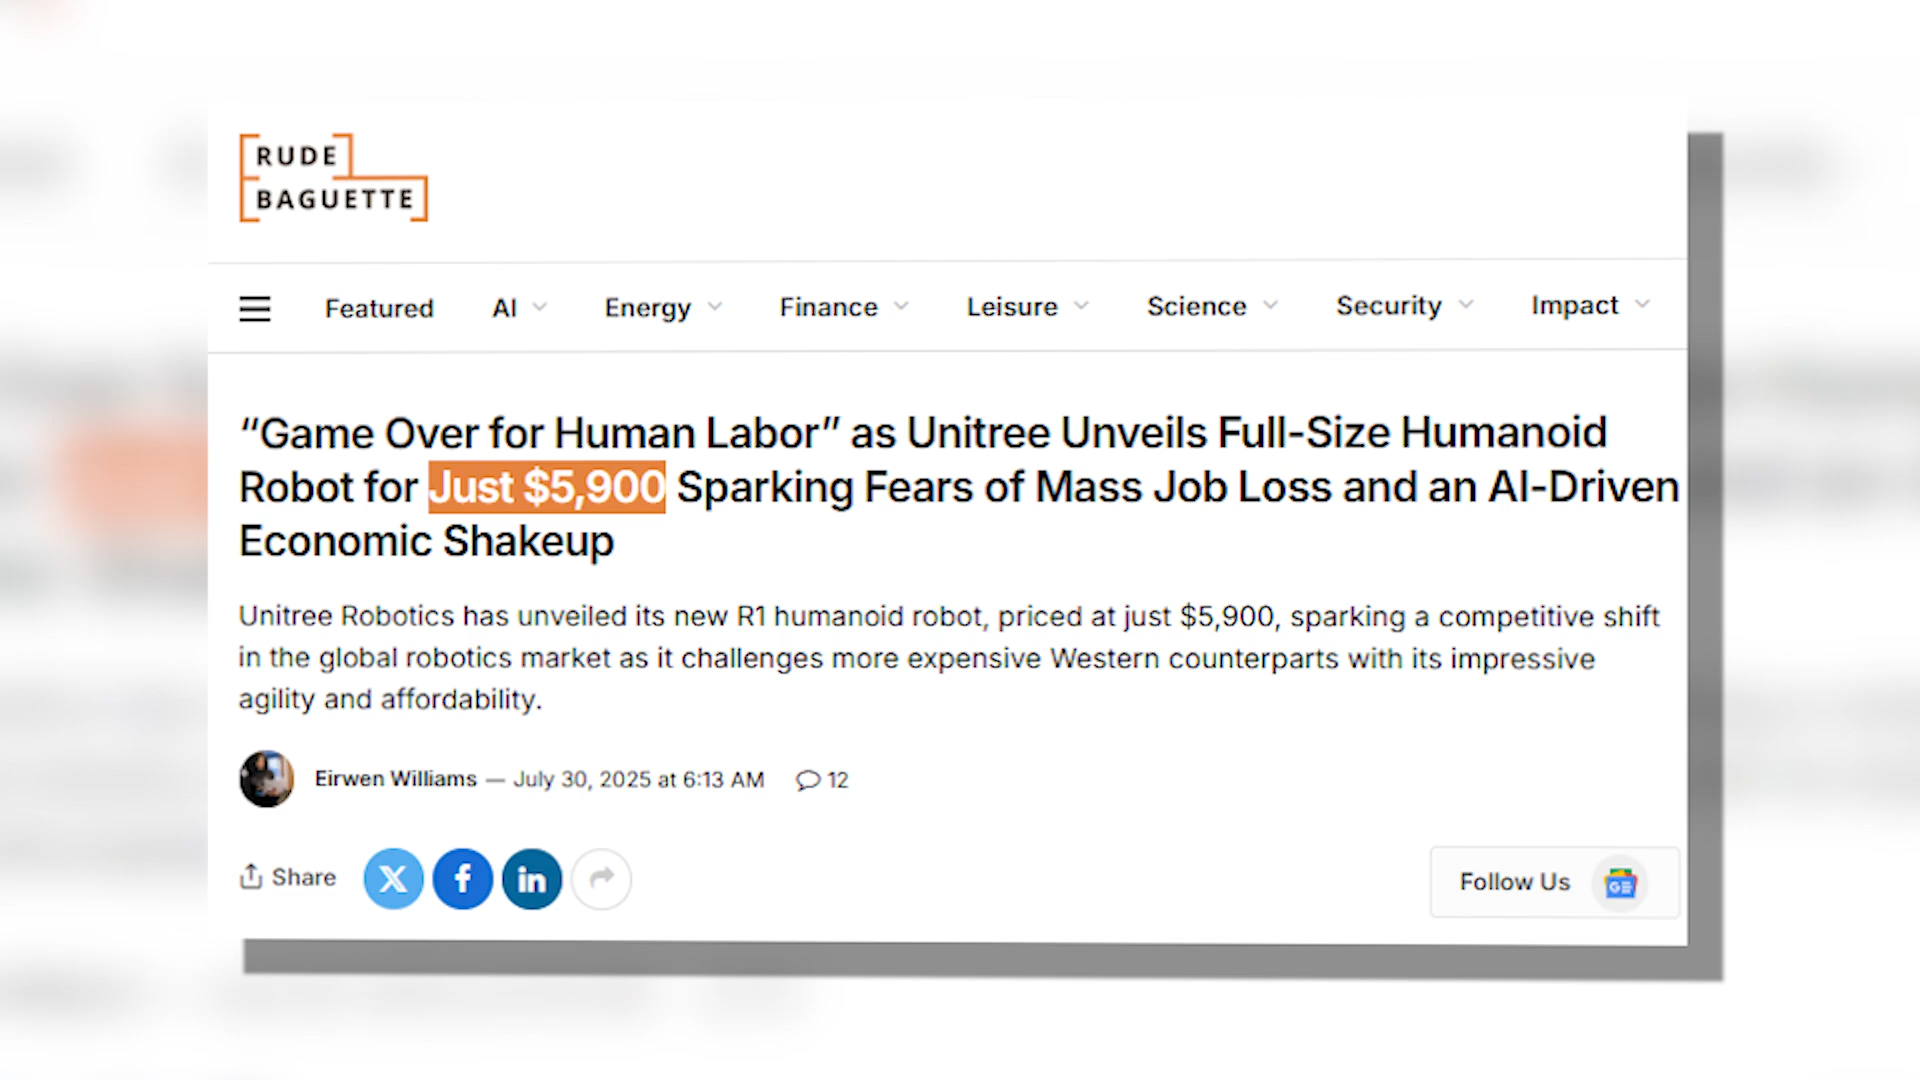 RUDE
BAGUETTE
Featured AI Energy Finance Leisure Science Security Impact
“Game Over for Human Labor” as Unitree Unveils Full-Size Humanoid
Robot for Just $5,900 Sparking Fears of Mass Job Loss and an AI-Driven
Economic Shakeup
Unitree Robotics has unveiled its new R1 humanoid robot, priced at just $5,900, sparking a competitive shift
in the global robotics market as it challenges more expensive Western counterparts with its impressive
agility and affordability.
Eirwen Williams — July 30, 2025 at 6:13 AM 12
Share X f in Follow Us GE